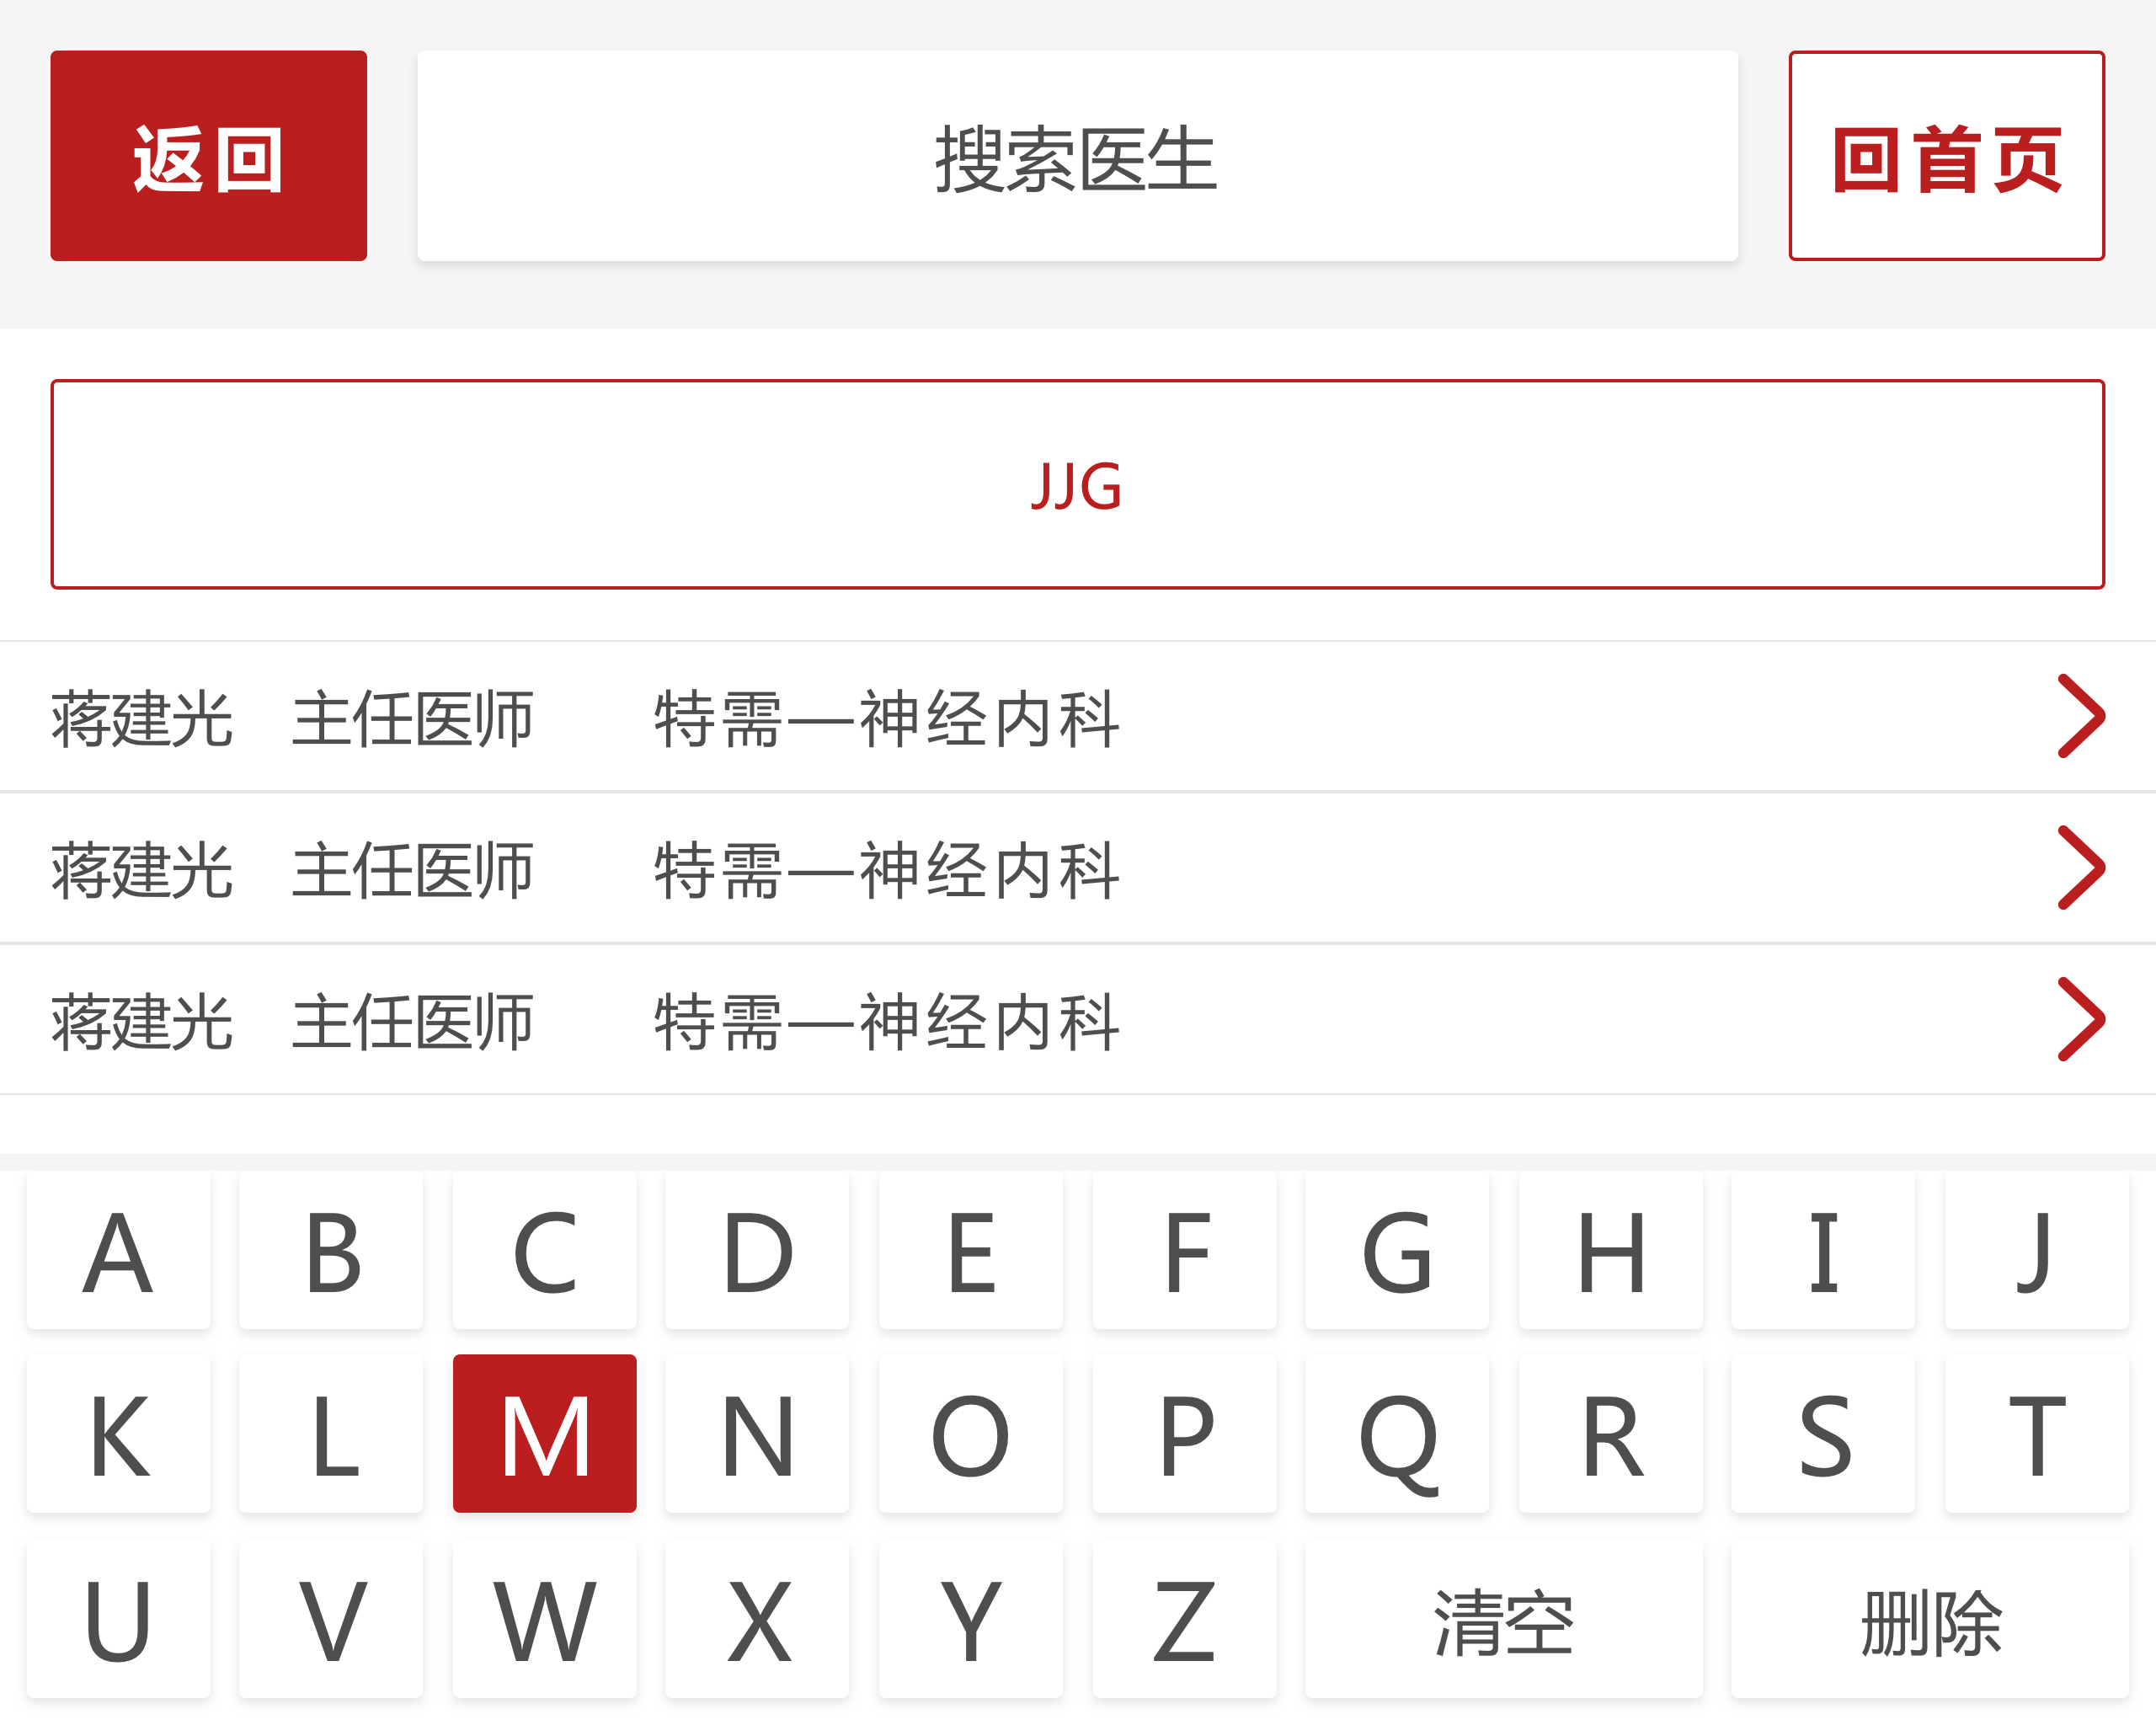 返回 搜索医生 回首页
JJG
蒋建光 主任医师 特需—神经内科
蒋建光 主任医师 特需—神经内科
蒋建光 主任医师 特需—神经内科
A B C D E F G H I J
K L M N O P Q R S T
U V W X Y Z 清空 删除